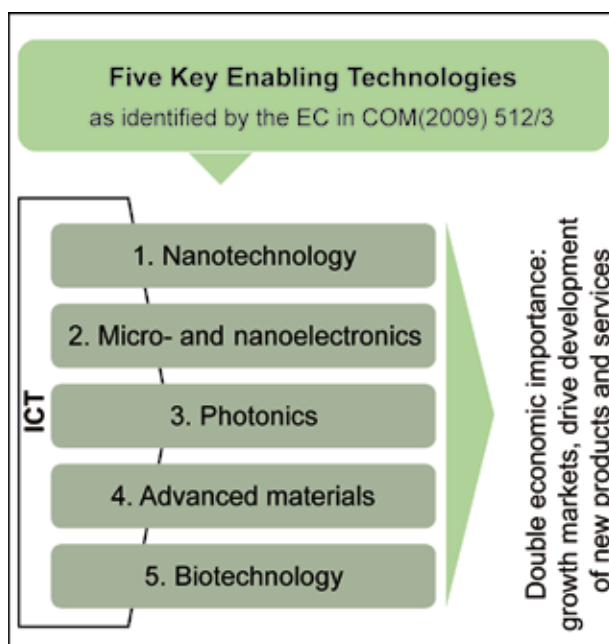 Five Key Enabling Technologies
as identified by the EC in COM(2009) 512/3
ICT
1. Nanotechnology
2. Micro- and nanoelectronics
3. Photonics
4. Advanced materials
5. Biotechnology
Double economic importance:
growth markets, drive development
of new products and services